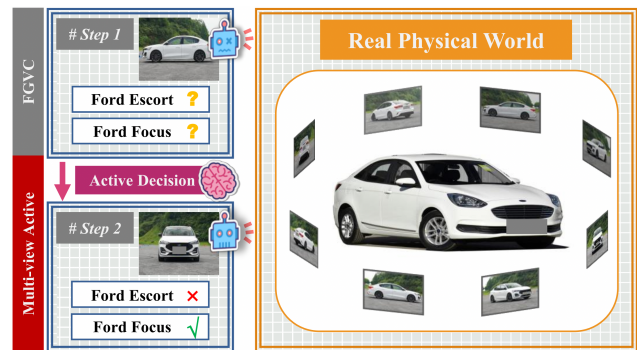 FGVC
# Step 1
Ford Escort ?
Ford Focus ?
Active Decision
Multi-view Active
# Step 2
Ford Escort ×
Ford Focus √
Real Physical World